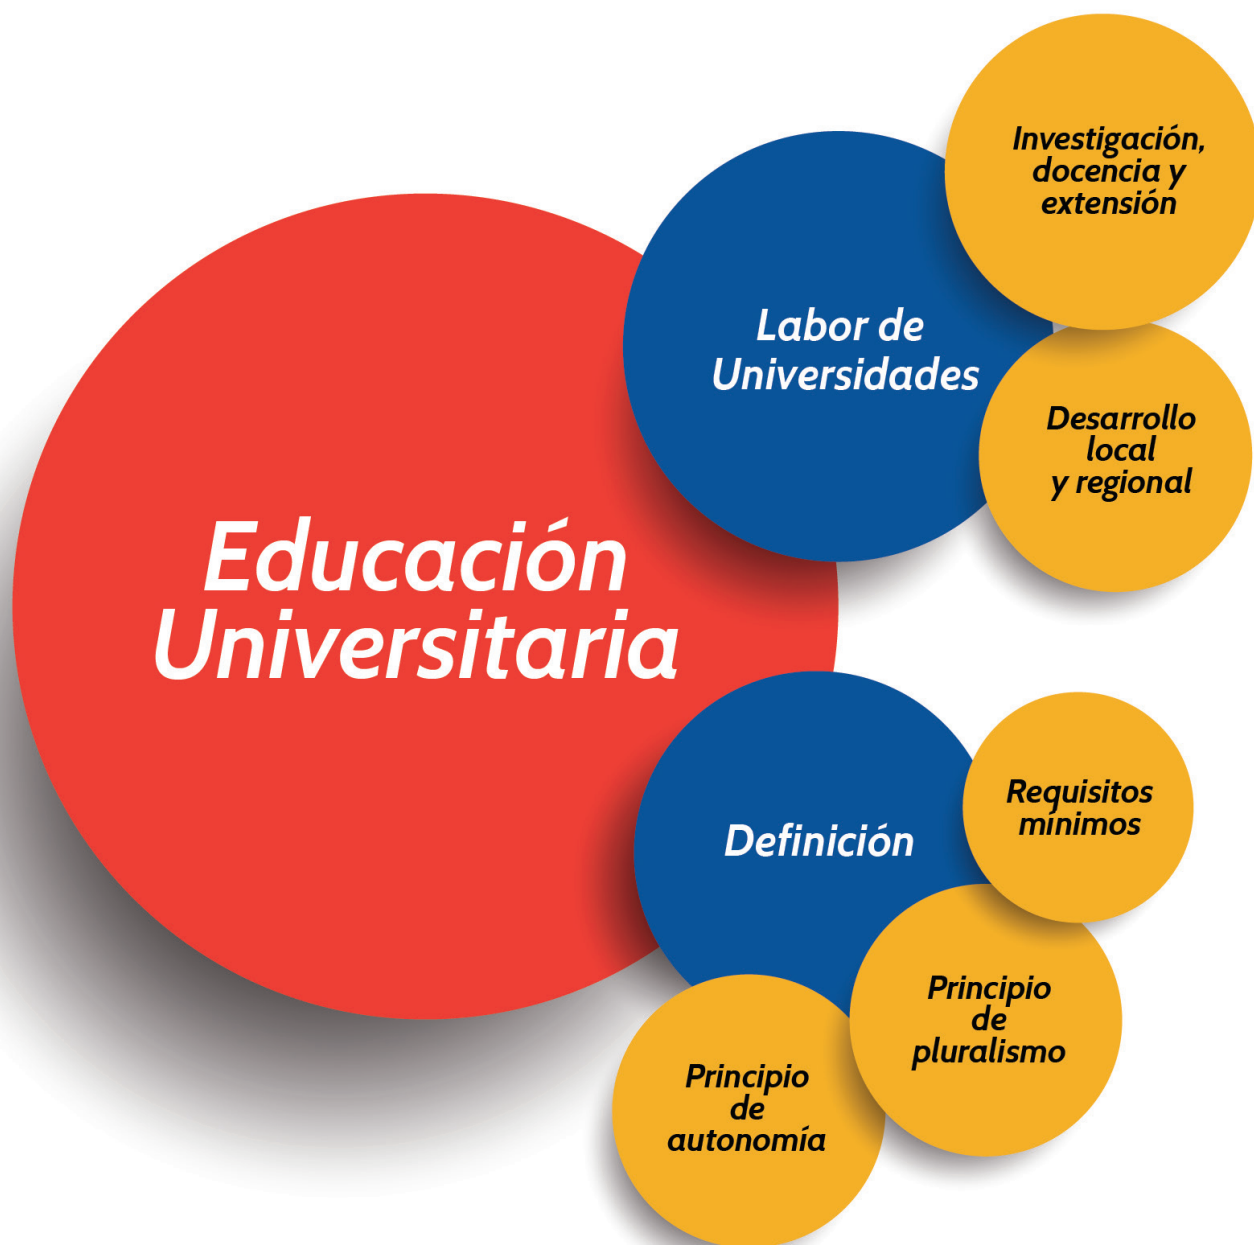 Investigación,
docencia y
extensión
Labor de
Universidades
Desarrollo
local
y regional
Educación
Universitaria
Requisitos
mínimos
Definición
Principio
de
pluralismo
Principio
de
autonomía